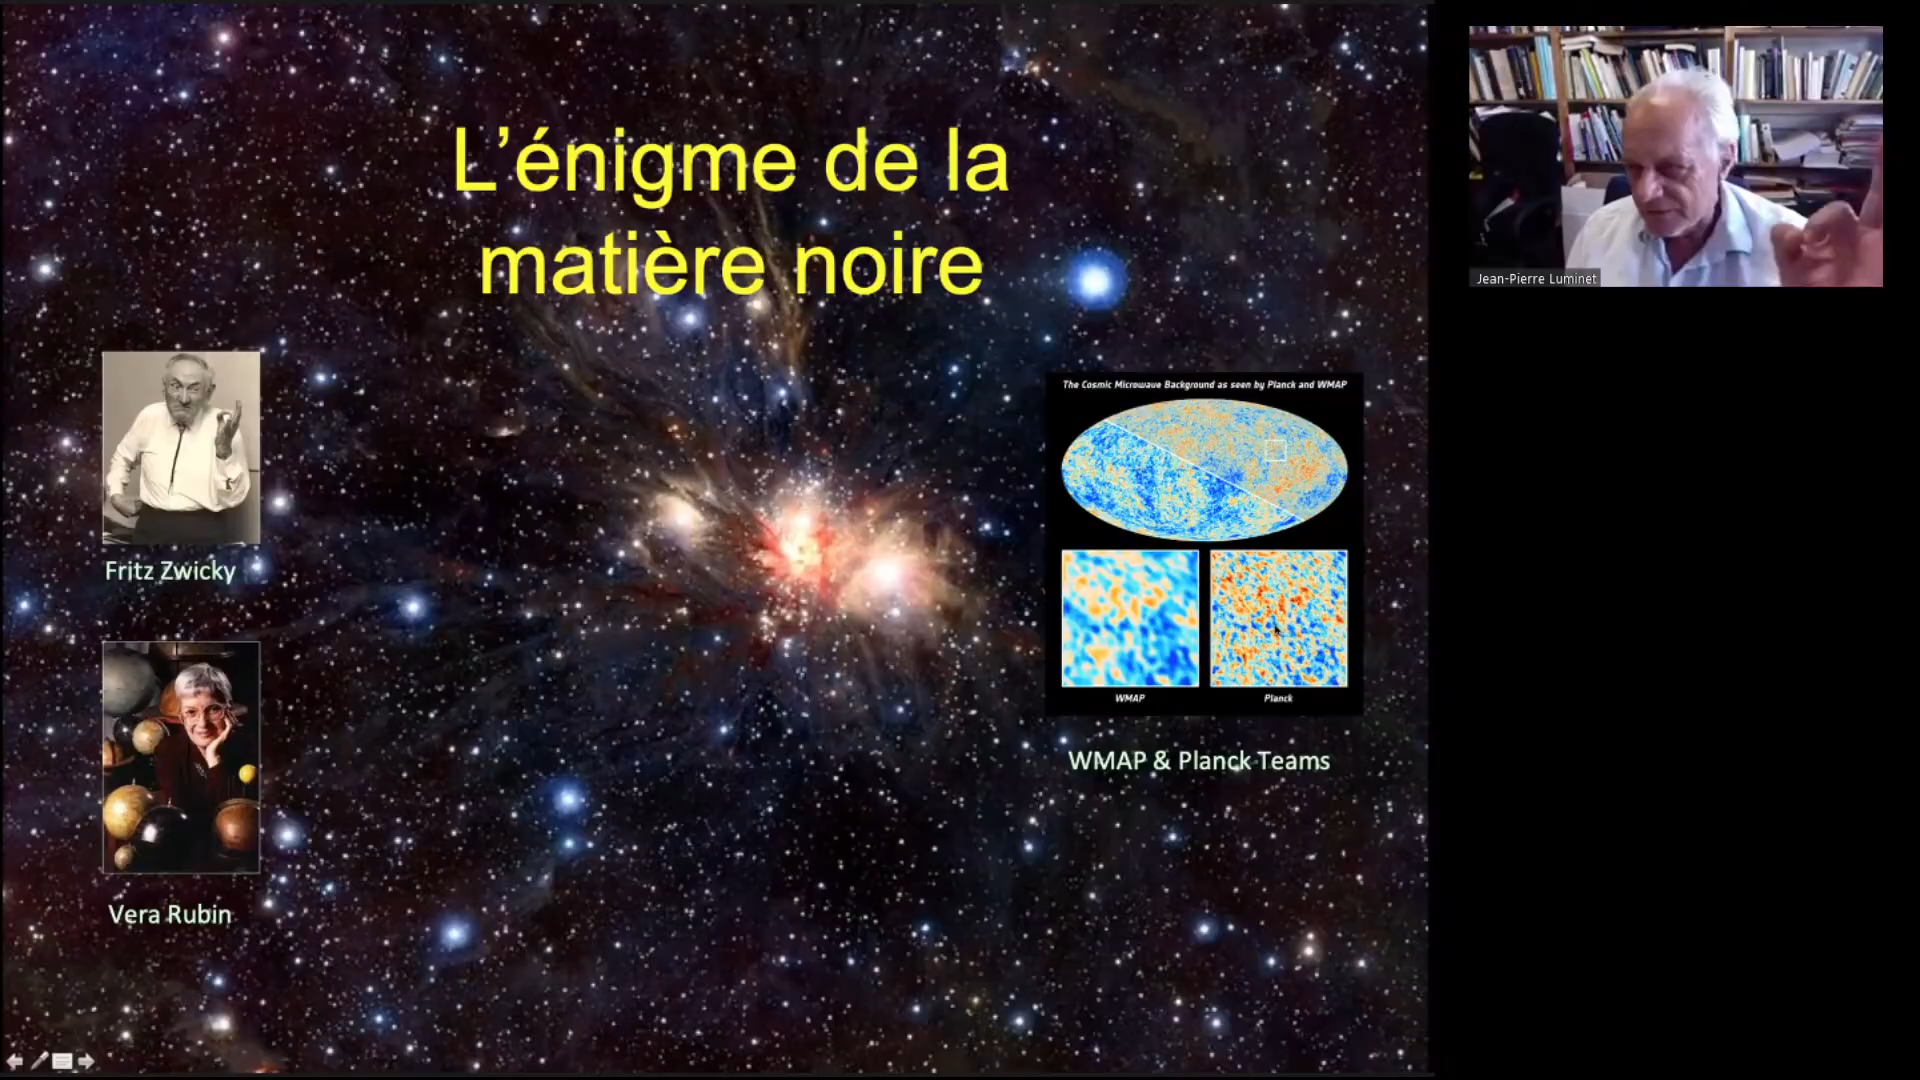 L’énigme de la
matière noire
Fritz Zwicky
Vera Rubin
The Cosmic Microwave Background as seen by Planck and WMAP
WMAP
Planck
WMAP & Planck Teams
Jean-Pierre Luminet